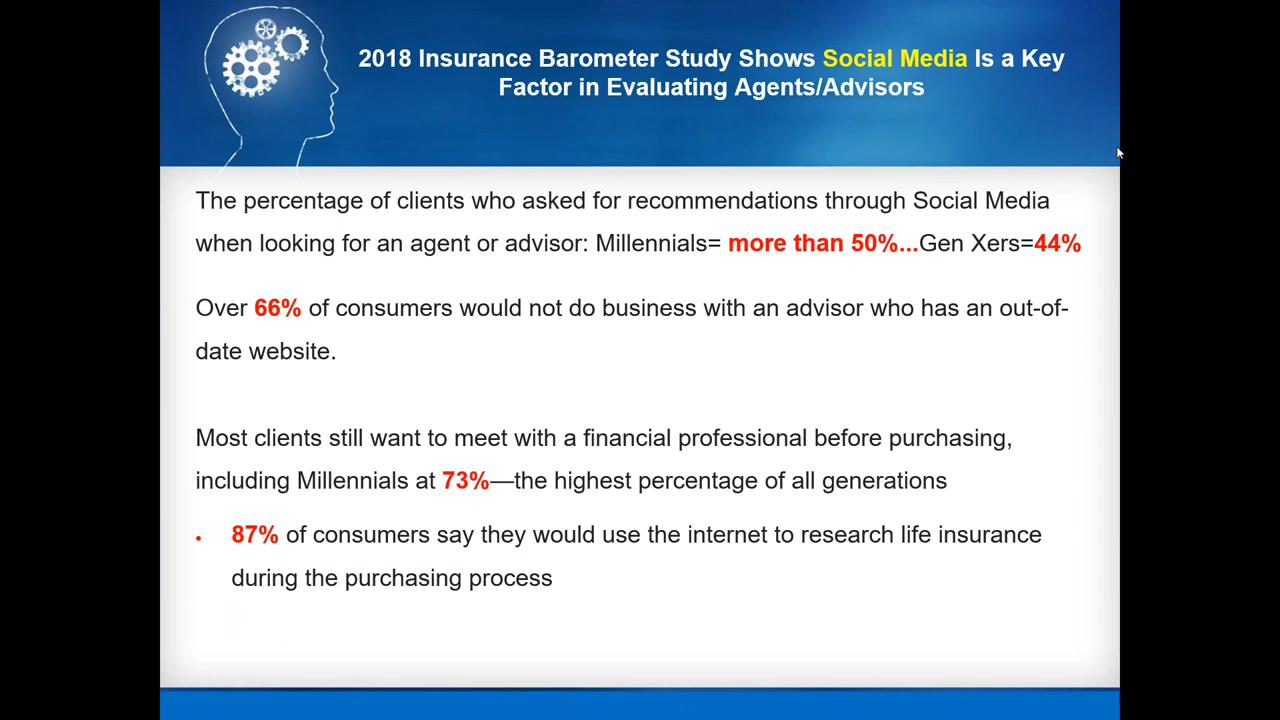 2018 Insurance Barometer Study Shows Social Media Is a Key
Factor in Evaluating Agents/Advisors
The percentage of clients who asked for recommendations through Social Media
when looking for an agent or advisor: Millennials= more than 50%...Gen Xers=44%
Over 66% of consumers would not do business with an advisor who has an out-of-
date website.
Most clients still want to meet with a financial professional before purchasing,
including Millennials at 73%—the highest percentage of all generations
• 87% of consumers say they would use the internet to research life insurance
during the purchasing process